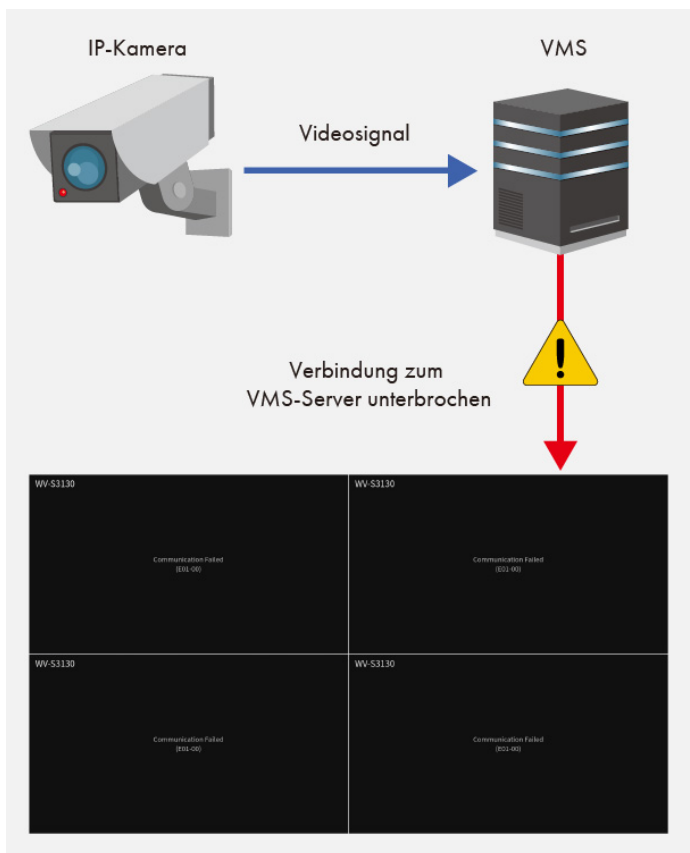 IP-Kamera
VMS
Videosignal
Verbindung zum
VMS-Server unterbrochen
WV-S3130
WV-S3130
Communication Failed
(E01-00)
Communication Failed
(E01-00)
WV-S3130
WV-S3130
Communication Failed
(E01-00)
Communication Failed
(E01-00)